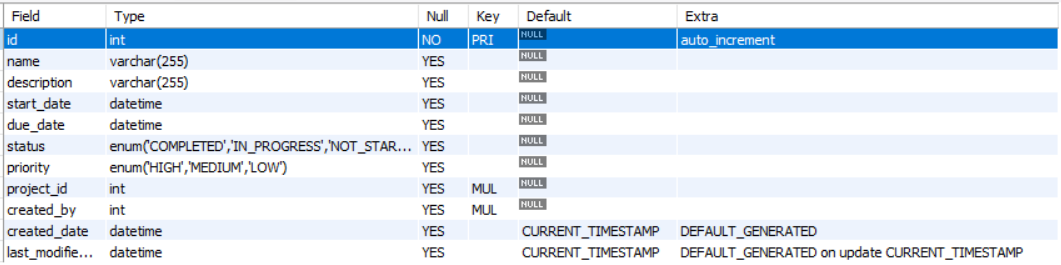 Field Type Null Key Default Extra
id int NO PRI NULL auto_increment
name varchar(255) YES NULL
description varchar(255) YES NULL
start_date datetime YES NULL
due_date datetime YES NULL
status enum('COMPLETED','IN_PROGRESS','NOT_STAR... YES NULL
priority enum('HIGH','MEDIUM','LOW') YES NULL
project_id int YES MUL NULL
created_by int YES MUL NULL
created_date datetime YES CURRENT_TIMESTAMP DEFAULT_GENERATED
last_modifie... datetime YES CURRENT_TIMESTAMP DEFAULT_GENERATED on update CURRENT_TIMESTAMP